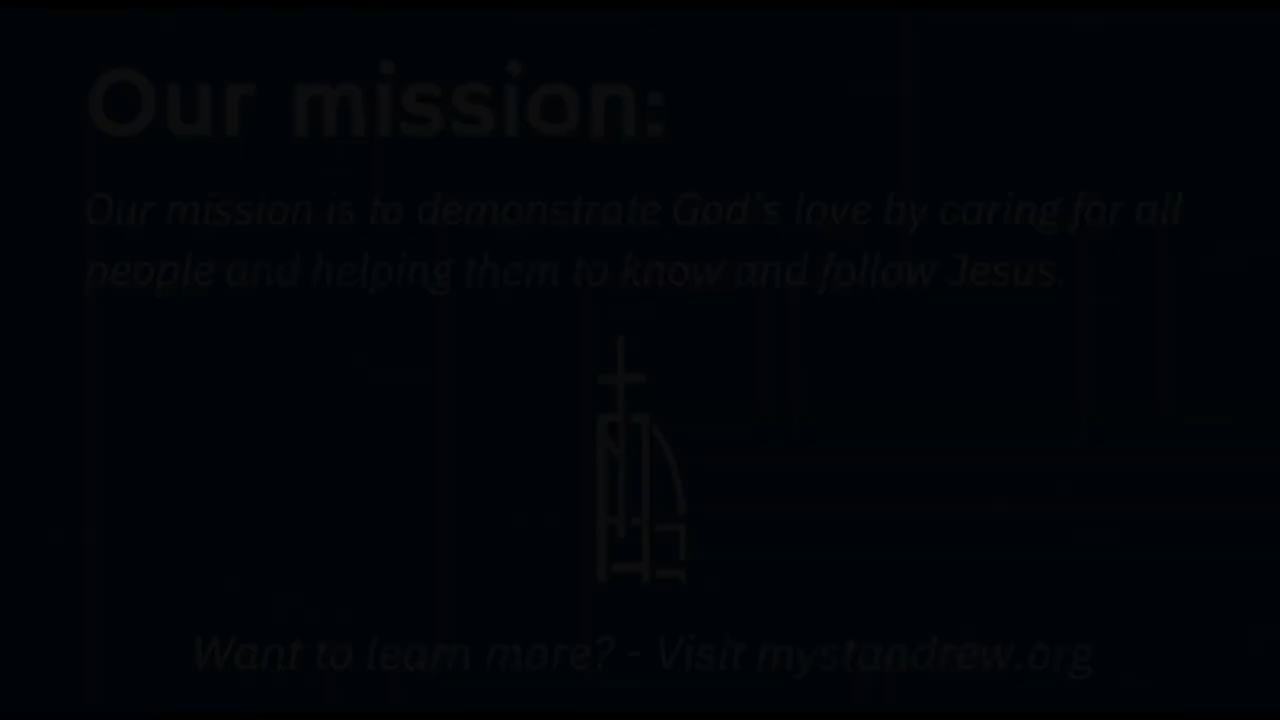 Our mission:
Our mission is to demonstrate God's love by caring for all
people and helping them to know and follow Jesus.
Want to learn more? - Visit mystandrew.org